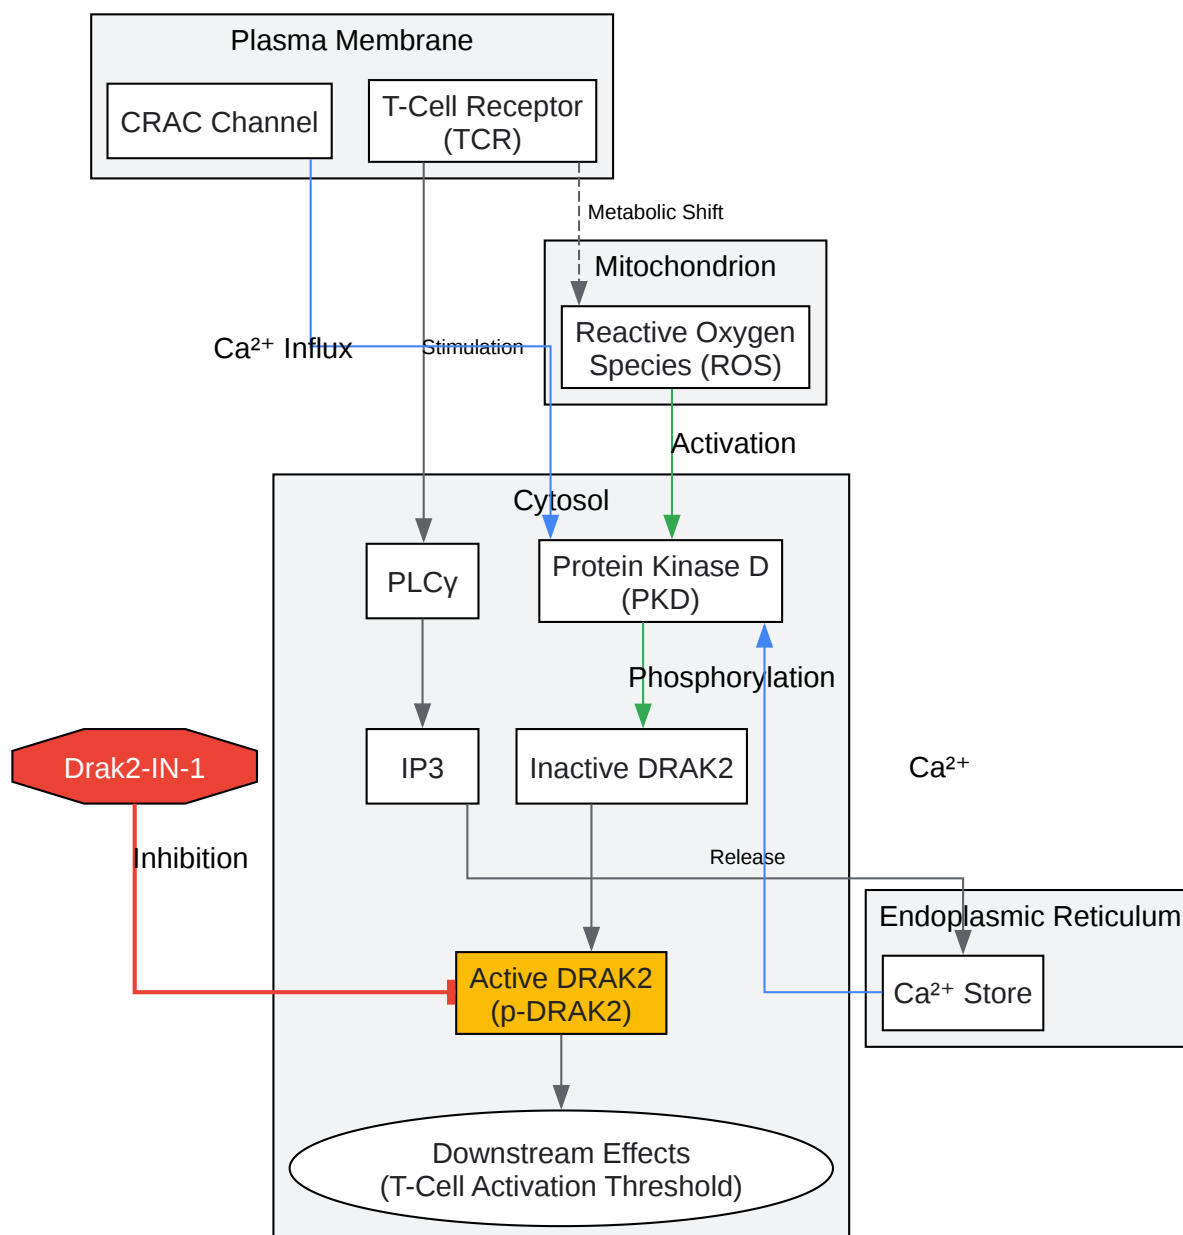 Plasma Membrane
CRAC Channel
T-Cell Receptor
(TCR)
Metabolic Shift
Mitochondrion
Reactive Oxygen
Species (ROS)
Ca²⁺ Influx
Stimulation
Activation
Cytosol
PLCγ
Protein Kinase D
(PKD)
Phosphorylation
Drak2-IN-1
IP3
Inactive DRAK2
Ca²⁺
Inhibition
Release
Endoplasmic Reticulum
Active DRAK2
(p-DRAK2)
Ca²⁺ Store
Downstream Effects
(T-Cell Activation Threshold)